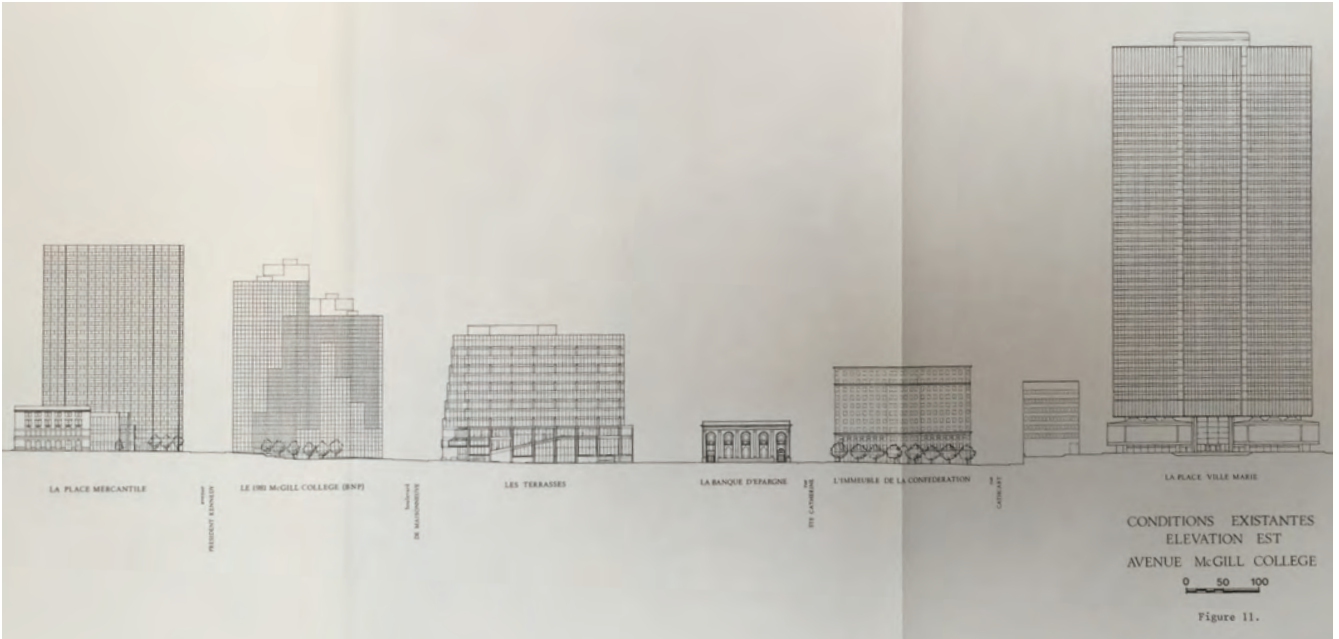 LA PLACE MERCANTILE
avenue
PRESIDENT KENNEDY
LE 1981 McGILL COLLEGE (BNP)
boulevard
DE MAISONNEUVE
LES TERRASSES
LA BANQUE D'EPARGNE
rue
STE CATHERINE
L'IMMEUBLE DE LA CONFEDERATION
rue
CATHCART
LA PLACE VILLE MARIE
CONDITIONS EXISTANTES
ELEVATION EST
AVENUE McGILL COLLEGE
0 50 100
Figure 11.